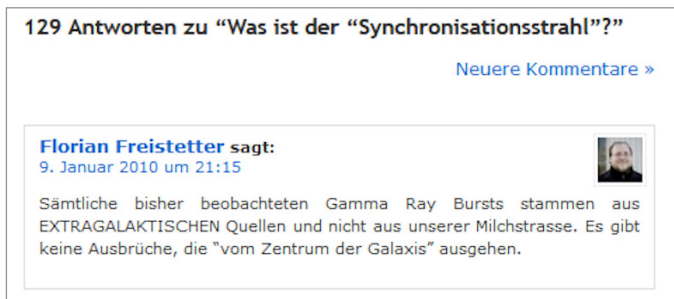 129 Antworten zu “Was ist der “Synchronisationsstrahl”?”
Neuere Kommentare »
Florian Freistetter sagt:
9. Januar 2010 um 21:15
Sämtliche bisher beobachteten Gamma Ray Bursts stammen aus
EXTRAGALAKTISCHEN Quellen und nicht aus unserer Milchstrasse. Es gibt
keine Ausbrüche, die “vom Zentrum der Galaxis” ausgehen.